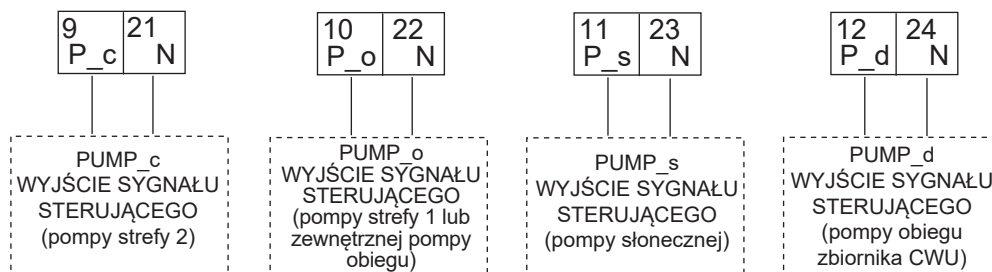 9 21
P_c N
10 22
P_o N
11 23
P_s N
12 24
P_d N
PUMP_c
WYJŚCIE SYGNAŁU
STERUJĄCEGO
(pompy strefy 2)
PUMP_o
WYJŚCIE SYGNAŁU
STERUJĄCEGO
(pompy strefy 1 lub
zewnętrznej pompy
obiegu)
PUMP_s
WYJŚCIE SYGNAŁU
STERUJĄCEGO
(pompy słonecznej)
PUMP_d
WYJŚCIE SYGNAŁU
STERUJĄCEGO
(pompy obiegu
zbiornika CWU)